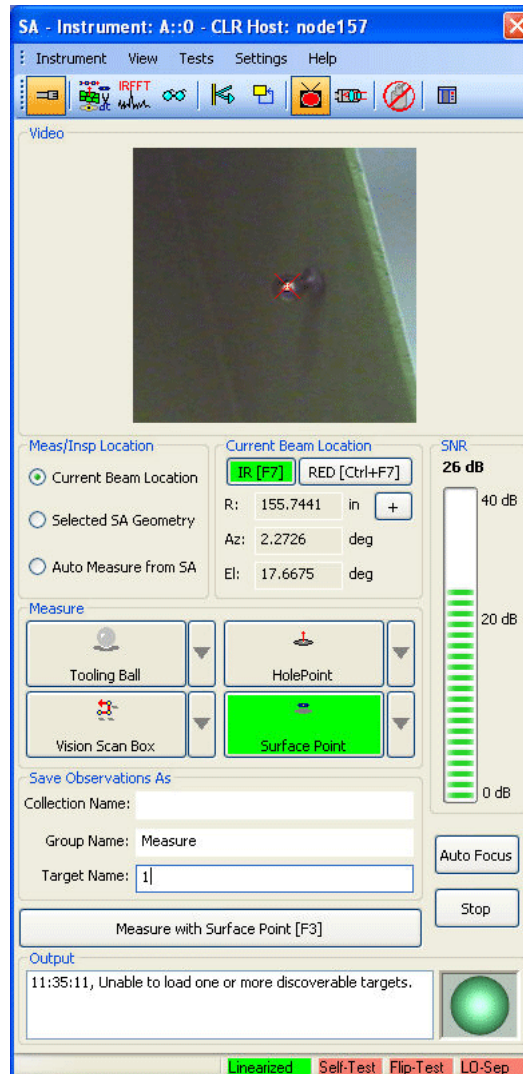 SA - Instrument: A::0 - CLR Host: node157
Instrument View Tests Settings Help
IRFFT
Video
Meas/Insp Location
Current Beam Location
Selected SA Geometry
Auto Measure from SA
Current Beam Location
IR [F7] RED [Ctrl+F7]
R: 155.7441 in +
Az: 2.2726 deg
El: 17.6675 deg
SNR
26 dB
40 dB
20 dB
0 dB
Measure
Tooling Ball
HolePoint
Vision Scan Box
Surface Point
Save Observations As
Collection Name:
Group Name: Measure
Target Name: 1
Auto Focus
Stop
Measure with Surface Point [F3]
Output
11:35:11, Unable to load one or more discoverable targets.
Linearized Self-Test Flip-Test LO-Sep